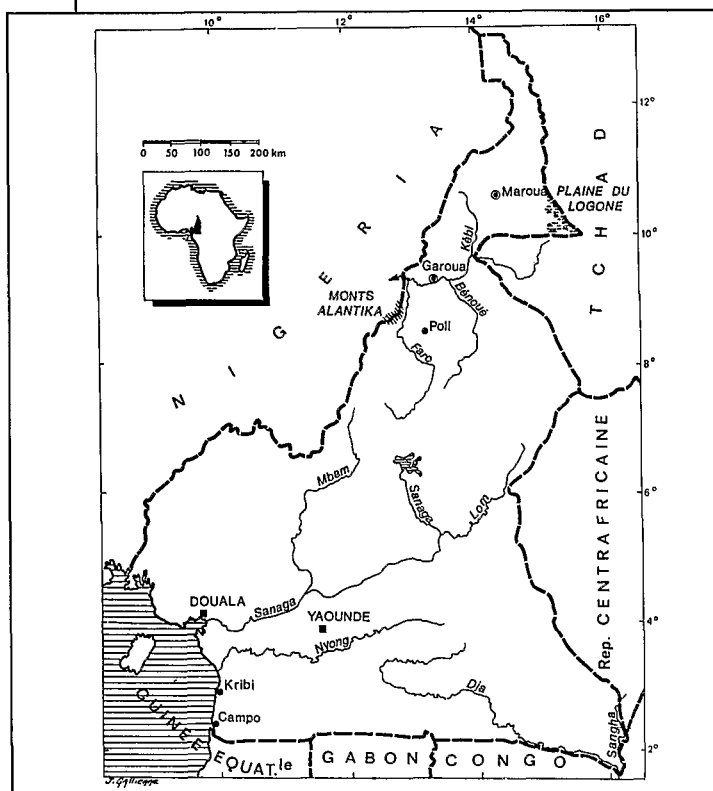 10°
12°
14°
16°
0 50 100 200 km
12°
10°
8°
6°
4°
2°
NIGERIA
TCHAD
Maroua
PLAINE DU
LOGONE
Kébi
Garoua
Bénoué
MONTS
ALANTIKA
Poli
Faro
Mbam
Sanaga
Lom
Rep. CENTRAFRICAINE
DOUALA
Sanaga
YAOUNDE
Nyong
Dja
Kribi
Campo
Sangha
GUINÉE EQUAT.le
GABON
CONGO